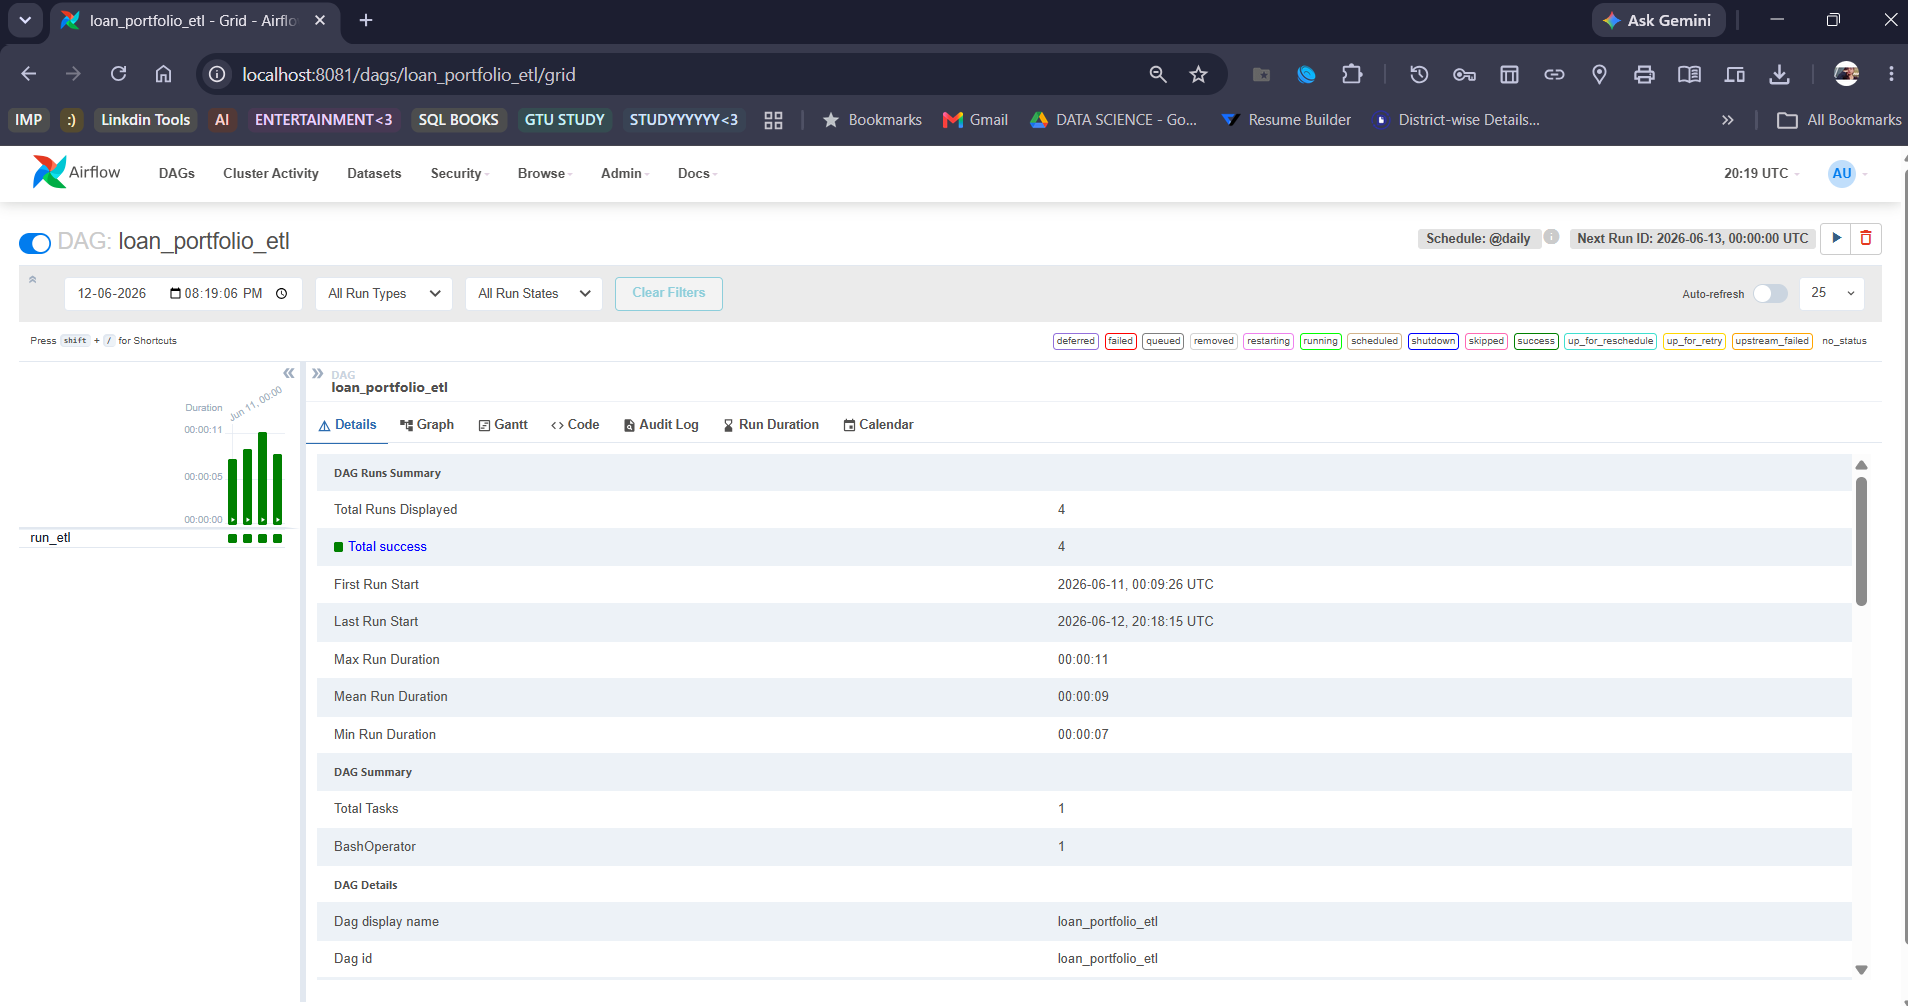 loan_portfolio_etl - Grid - Airflo
Ask Gemini
localhost:8081/dags/loan_portfolio_etl/grid
IMP :) Linkdin Tools AI ENTERTAINMENT<3 SQL BOOKS GTU STUDY STUDYYYYYY<3 Bookmarks Gmail DATA SCIENCE - Go... Resume Builder District-wise Details... » All Bookmarks
Airflow DAGs Cluster Activity Datasets Security Browse Admin Docs 20:19 UTC AU
DAG: loan_portfolio_etl Schedule: @daily Next Run ID: 2026-06-13, 00:00:00 UTC
12-06-2026 08:19:06 PM All Run Types All Run States Clear Filters Auto-refresh 25
Press shift + / for Shortcuts deferred failed queued removed restarting running scheduled shutdown skipped success up_for_reschedule up_for_retry upstream_failed no_status
DAG
loan_portfolio_etl
Duration
Jun 11, 00:00
00:00:11
00:00:05
00:00:00
run_etl
Details Graph Gantt Code Audit Log Run Duration Calendar
DAG Runs Summary
Total Runs Displayed 4
Total success 4
First Run Start 2026-06-11, 00:09:26 UTC
Last Run Start 2026-06-12, 20:18:15 UTC
Max Run Duration 00:00:11
Mean Run Duration 00:00:09
Min Run Duration 00:00:07
DAG Summary
Total Tasks 1
BashOperator 1
DAG Details
Dag display name loan_portfolio_etl
Dag id loan_portfolio_etl